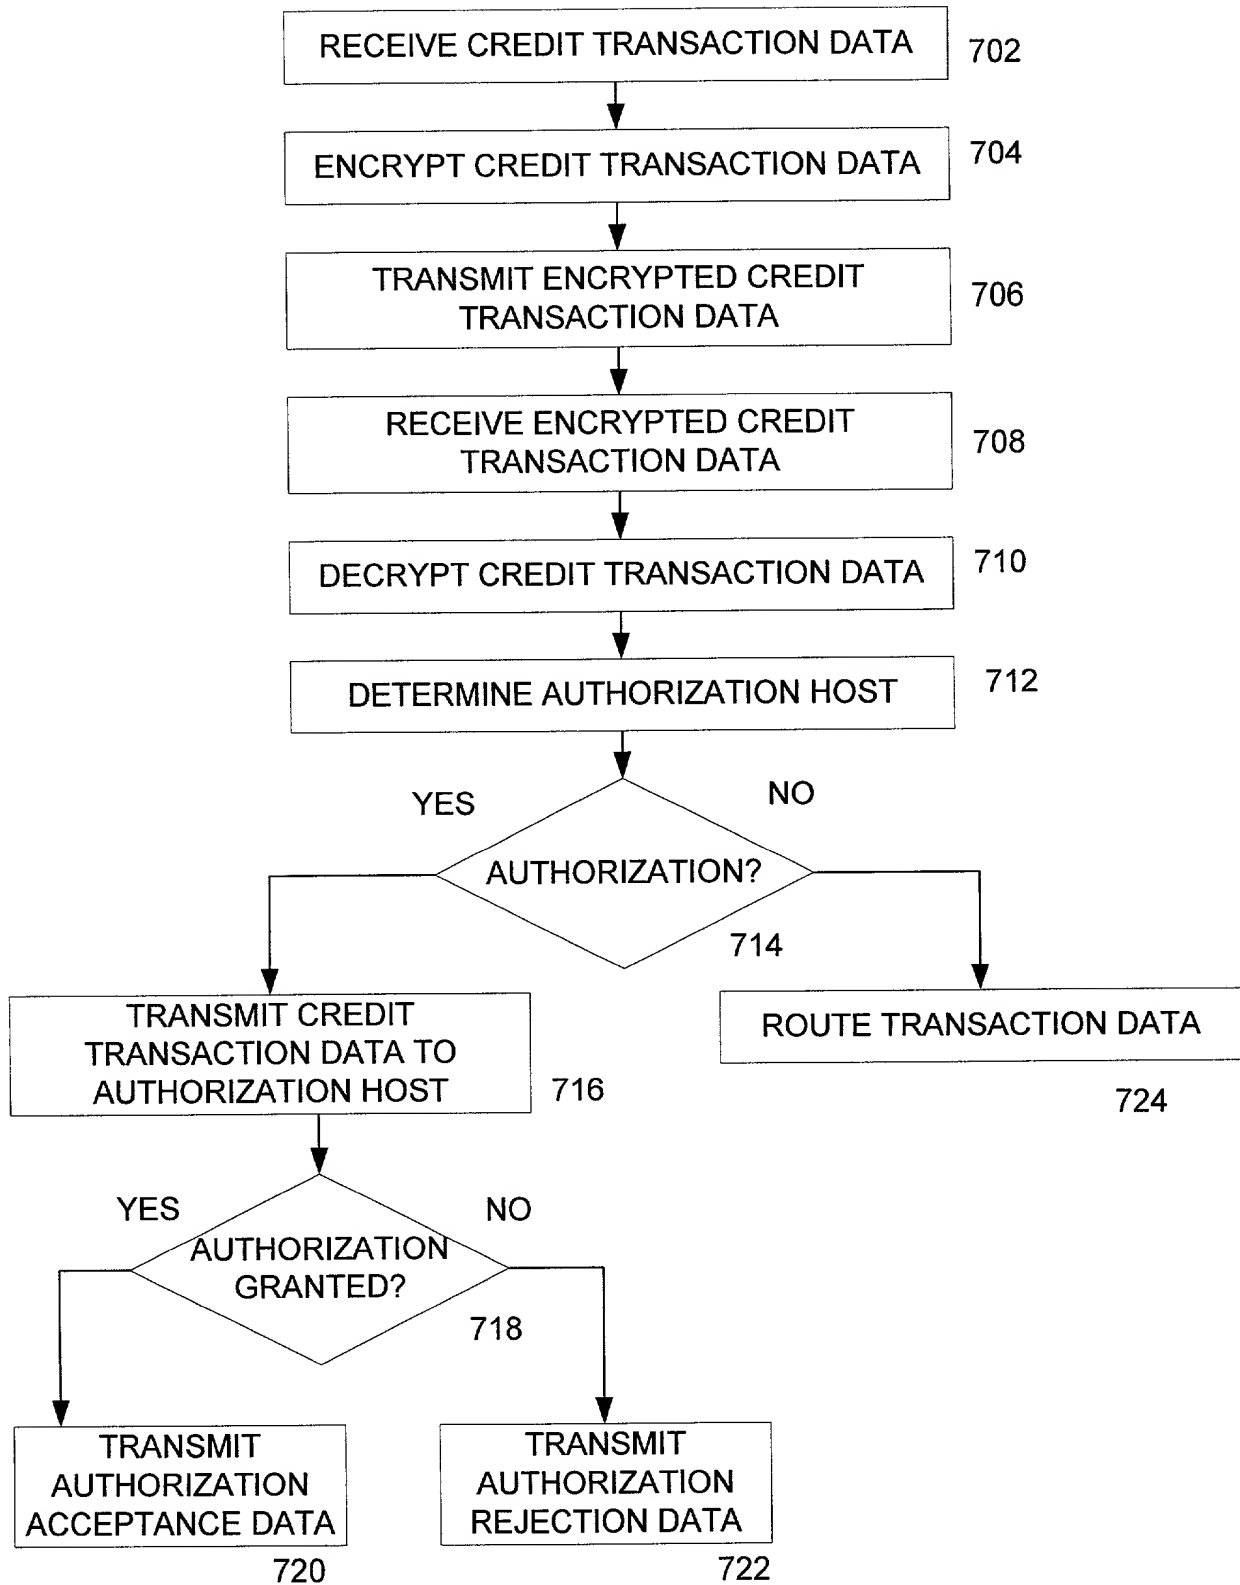 RECEIVE CREDIT TRANSACTION DATA
702
ENCRYPT CREDIT TRANSACTION DATA
704
TRANSMIT ENCRYPTED CREDIT
TRANSACTION DATA
706
RECEIVE ENCRYPTED CREDIT
TRANSACTION DATA
708
DECRYPT CREDIT TRANSACTION DATA
710
DETERMINE AUTHORIZATION HOST
712
YES
NO
AUTHORIZATION?
714
TRANSMIT CREDIT
TRANSACTION DATA TO
AUTHORIZATION HOST
716
ROUTE TRANSACTION DATA
724
YES
NO
AUTHORIZATION
GRANTED?
718
TRANSMIT
AUTHORIZATION
ACCEPTANCE DATA
720
TRANSMIT
AUTHORIZATION
REJECTION DATA
722